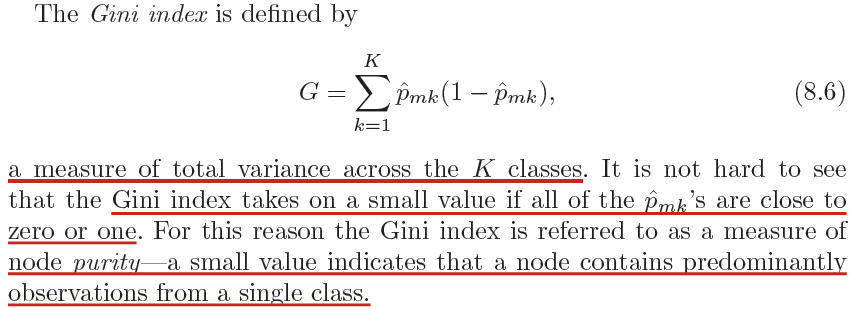 The Gini index is defined by
G = \sum_{k=1}^{K} \hat{p}_{mk}(1 - \hat{p}_{mk}), (8.6)
a measure of total variance across the K classes. It is not hard to see
that the Gini index takes on a small value if all of the \hat{p}_{mk}'s are close to
zero or one. For this reason the Gini index is referred to as a measure of
node purity—a small value indicates that a node contains predominantly
observations from a single class.